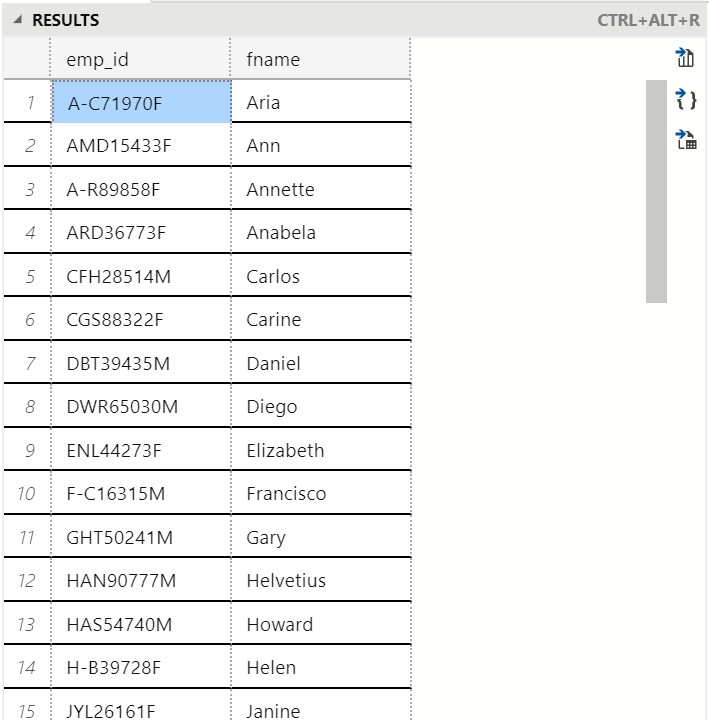 RESULTS CTRL+ALT+R
emp_id fname
1 A-C71970F Aria
2 AMD15433F Ann
3 A-R89858F Annette
4 ARD36773F Anabela
5 CFH28514M Carlos
6 CGS88322F Carine
7 DBT39435M Daniel
8 DWR65030M Diego
9 ENL44273F Elizabeth
10 F-C16315M Francisco
11 GHT50241M Gary
12 HAN90777M Helvetius
13 HAS54740M Howard
14 H-B39728F Helen
15 JYL26161F Janine